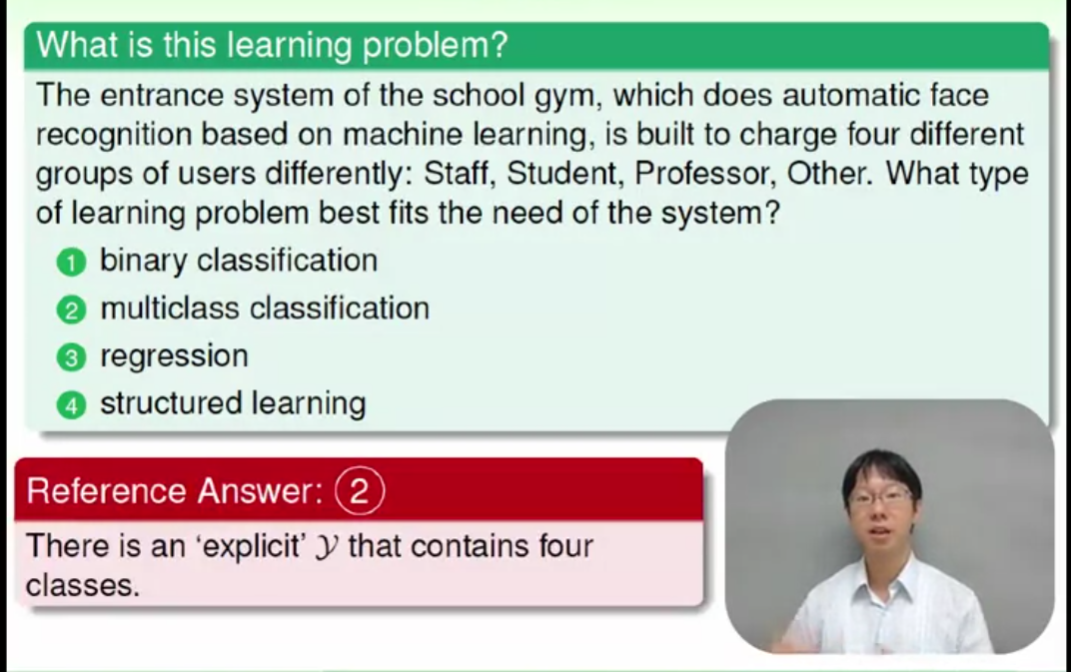 What is this learning problem?
The entrance system of the school gym, which does automatic face
recognition based on machine learning, is built to charge four different
groups of users differently: Staff, Student, Professor, Other. What type
of learning problem best fits the need of the system?
1 binary classification
2 multiclass classification
3 regression
4 structured learning
Reference Answer: 2
There is an ‘explicit’ 𝒴 that contains four
classes.